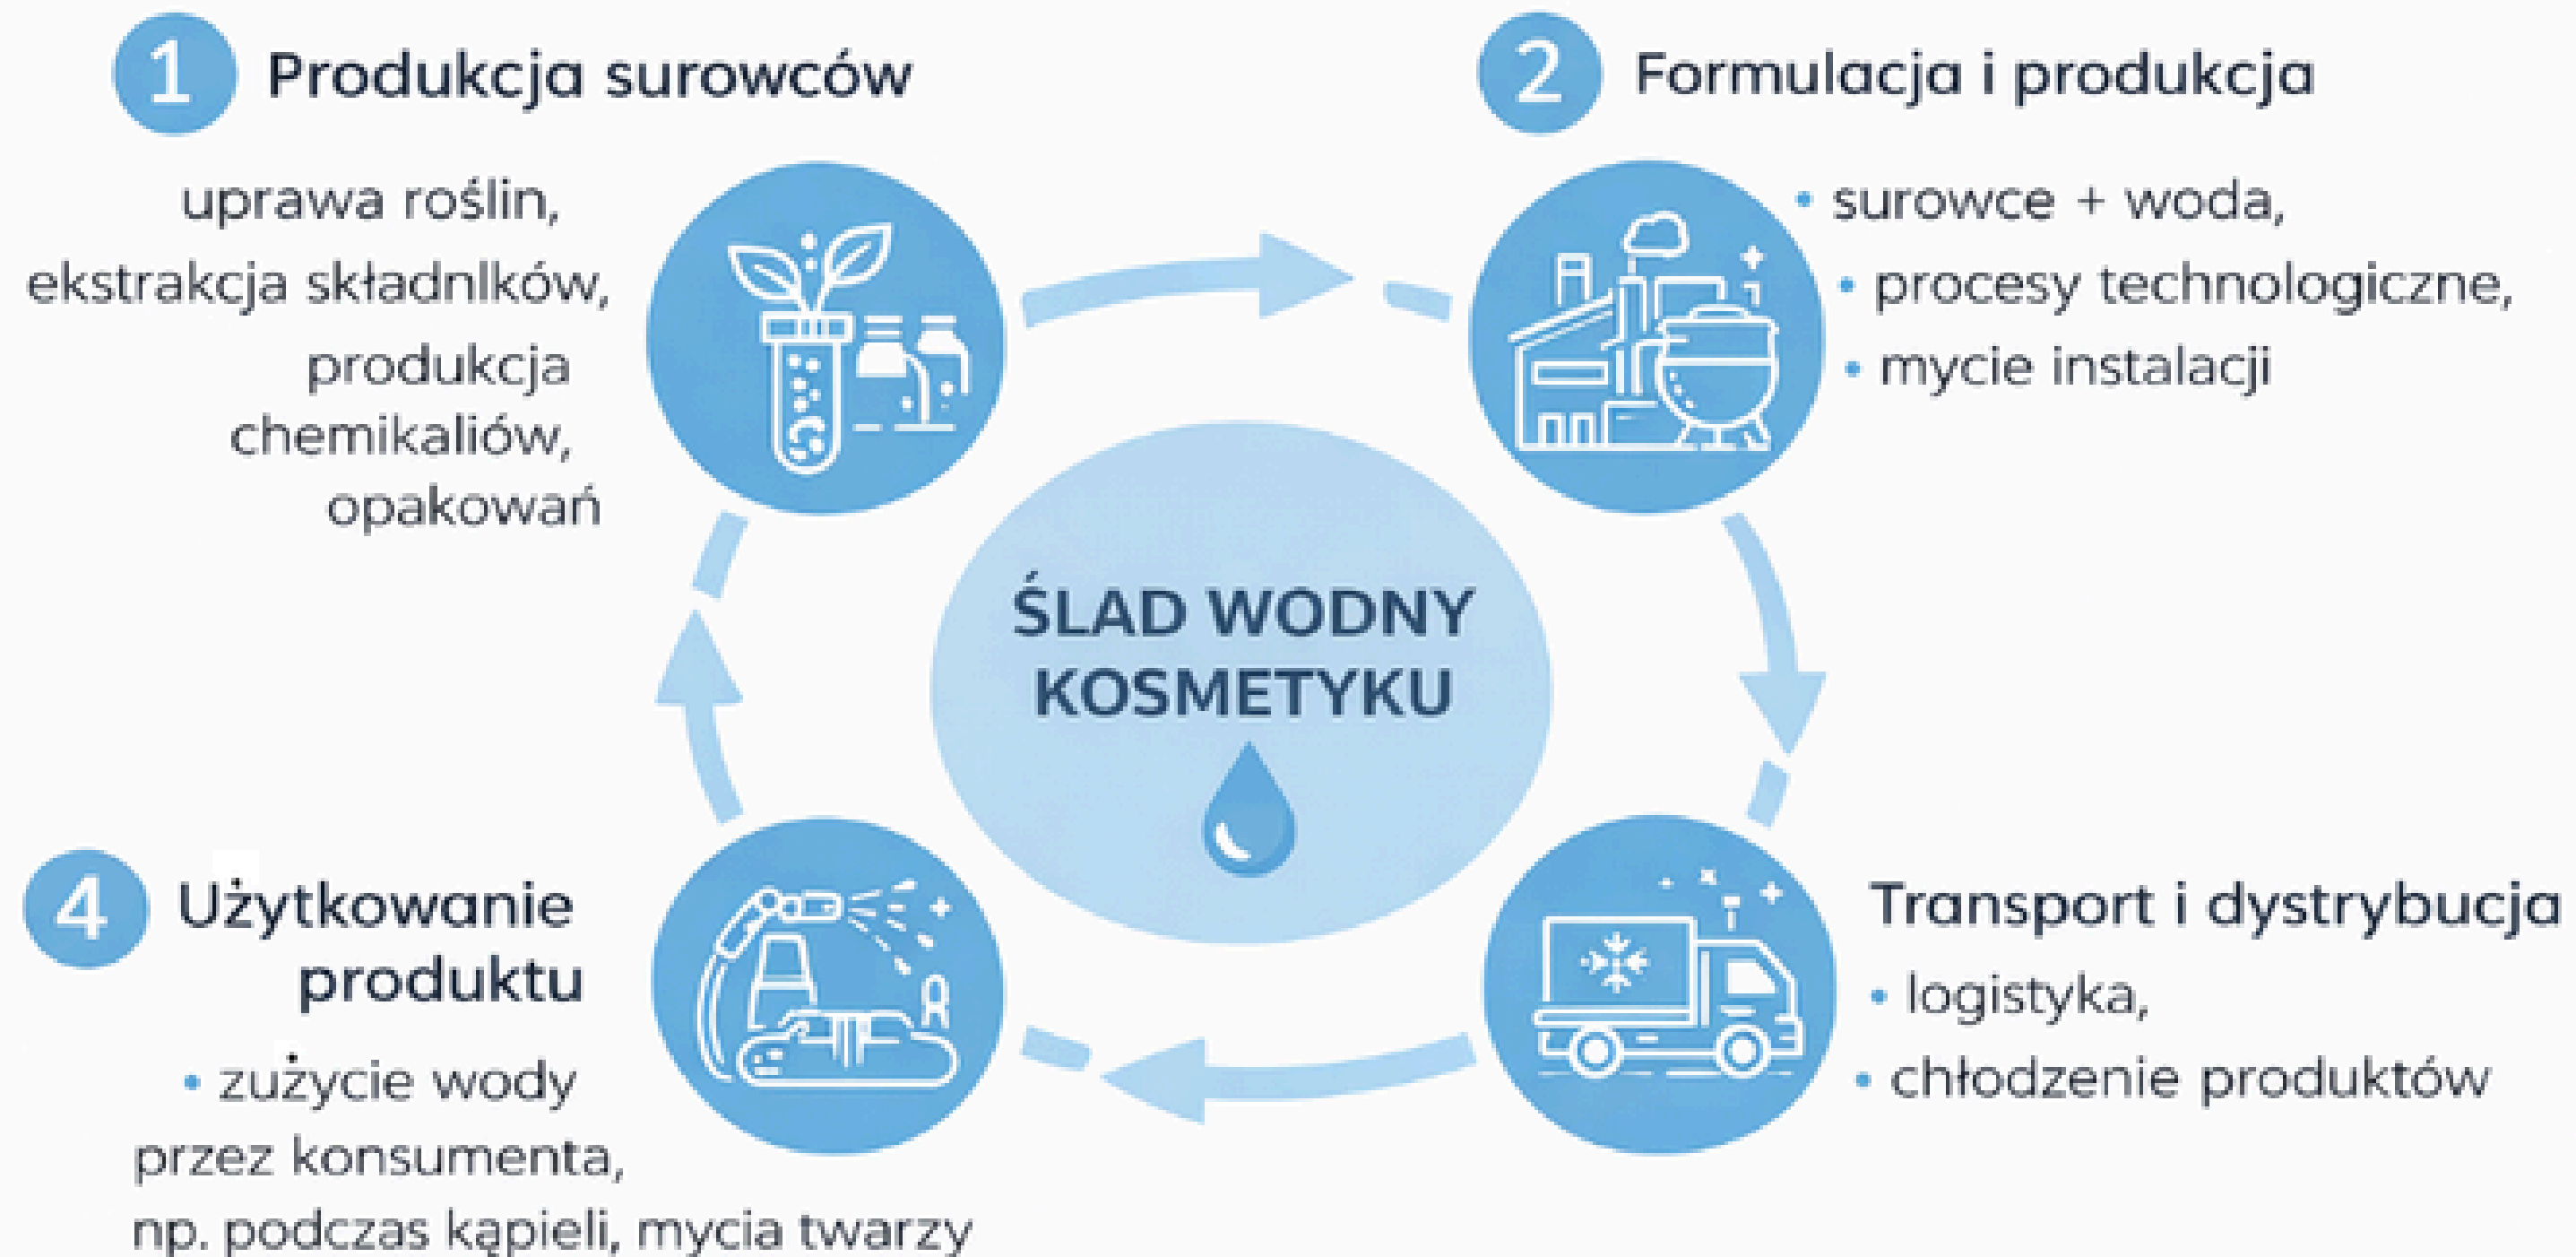 1 Produkcja surowców
uprawa roślin,
ekstrakcja składnlków,
produkcja
chemikaliów,
opakowań
2 Formulacja i produkcja
• surowce + woda,
• procesy technologiczne,
• mycie instalacji
ŚLAD WODNY
KOSMETYKU
Transport i dystrybucja
• logistyka,
• chłodzenie produktów
4 Użytkowanie
produktu
• zużycie wody
przez konsumenta,
np. podczas kąpieli, mycia twarzy